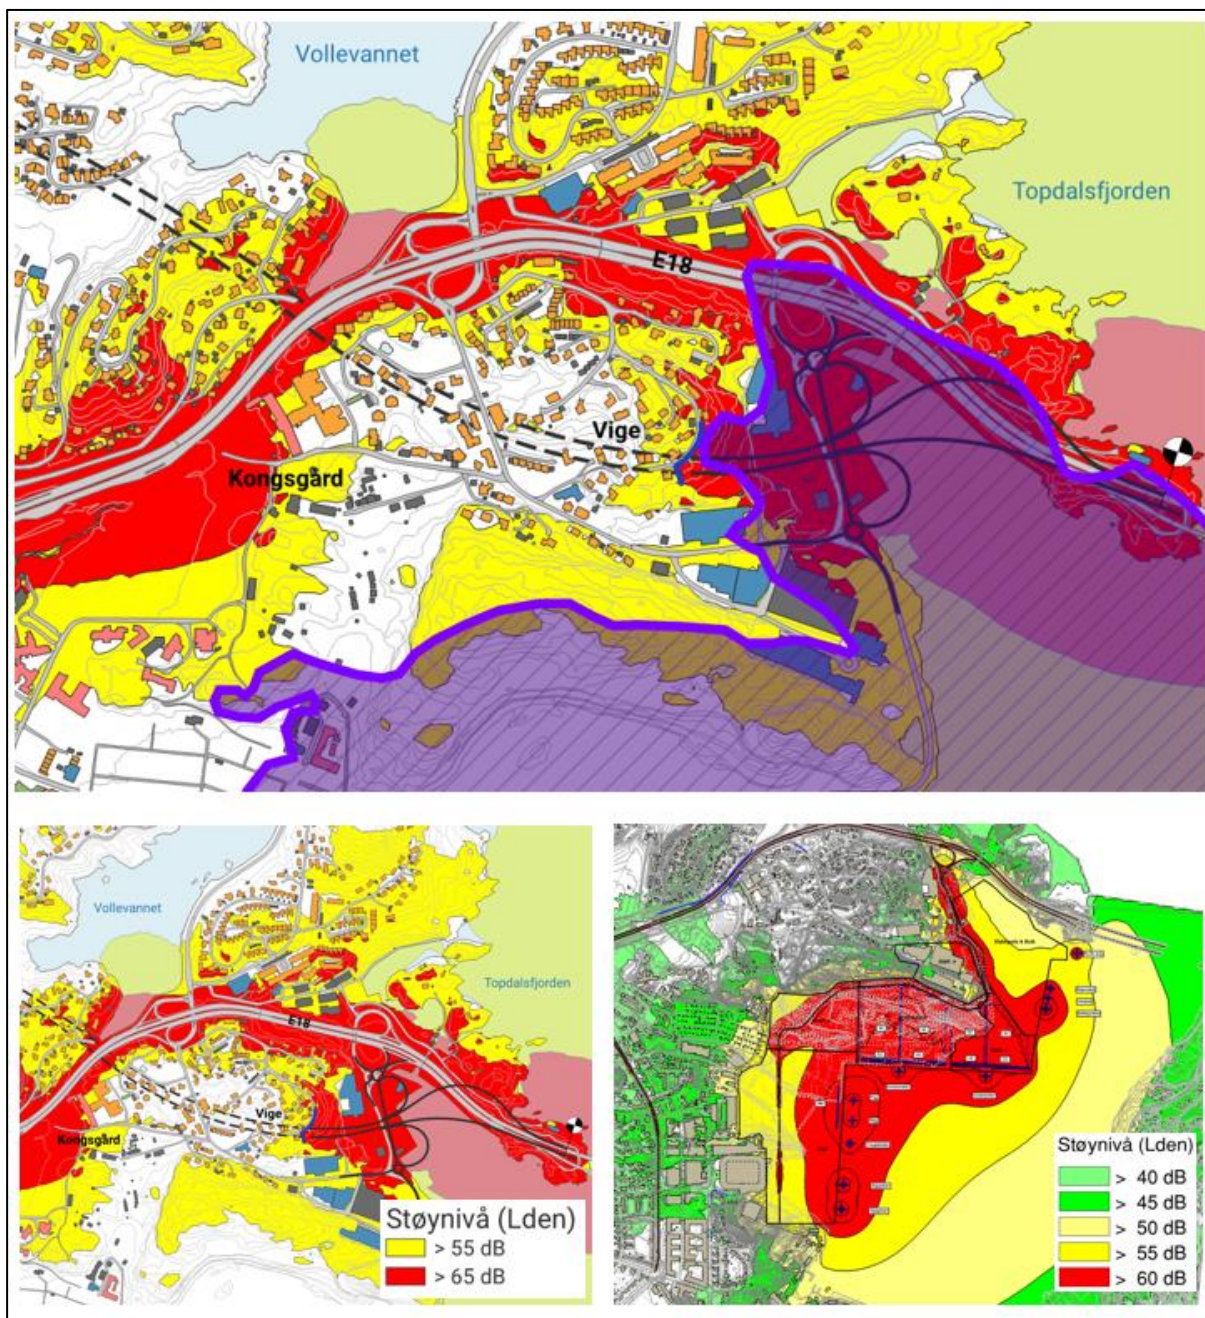 Vollevannet
Topdalsfjorden
E18
Vige
Kongsgård
Vollevannet
Topdalsfjorden
E18
Vige
Kongsgård
Støynivå (Lden)
> 55 dB
> 65 dB
Støynivå (Lden)
> 40 dB
> 45 dB
> 50 dB
> 55 dB
> 60 dB